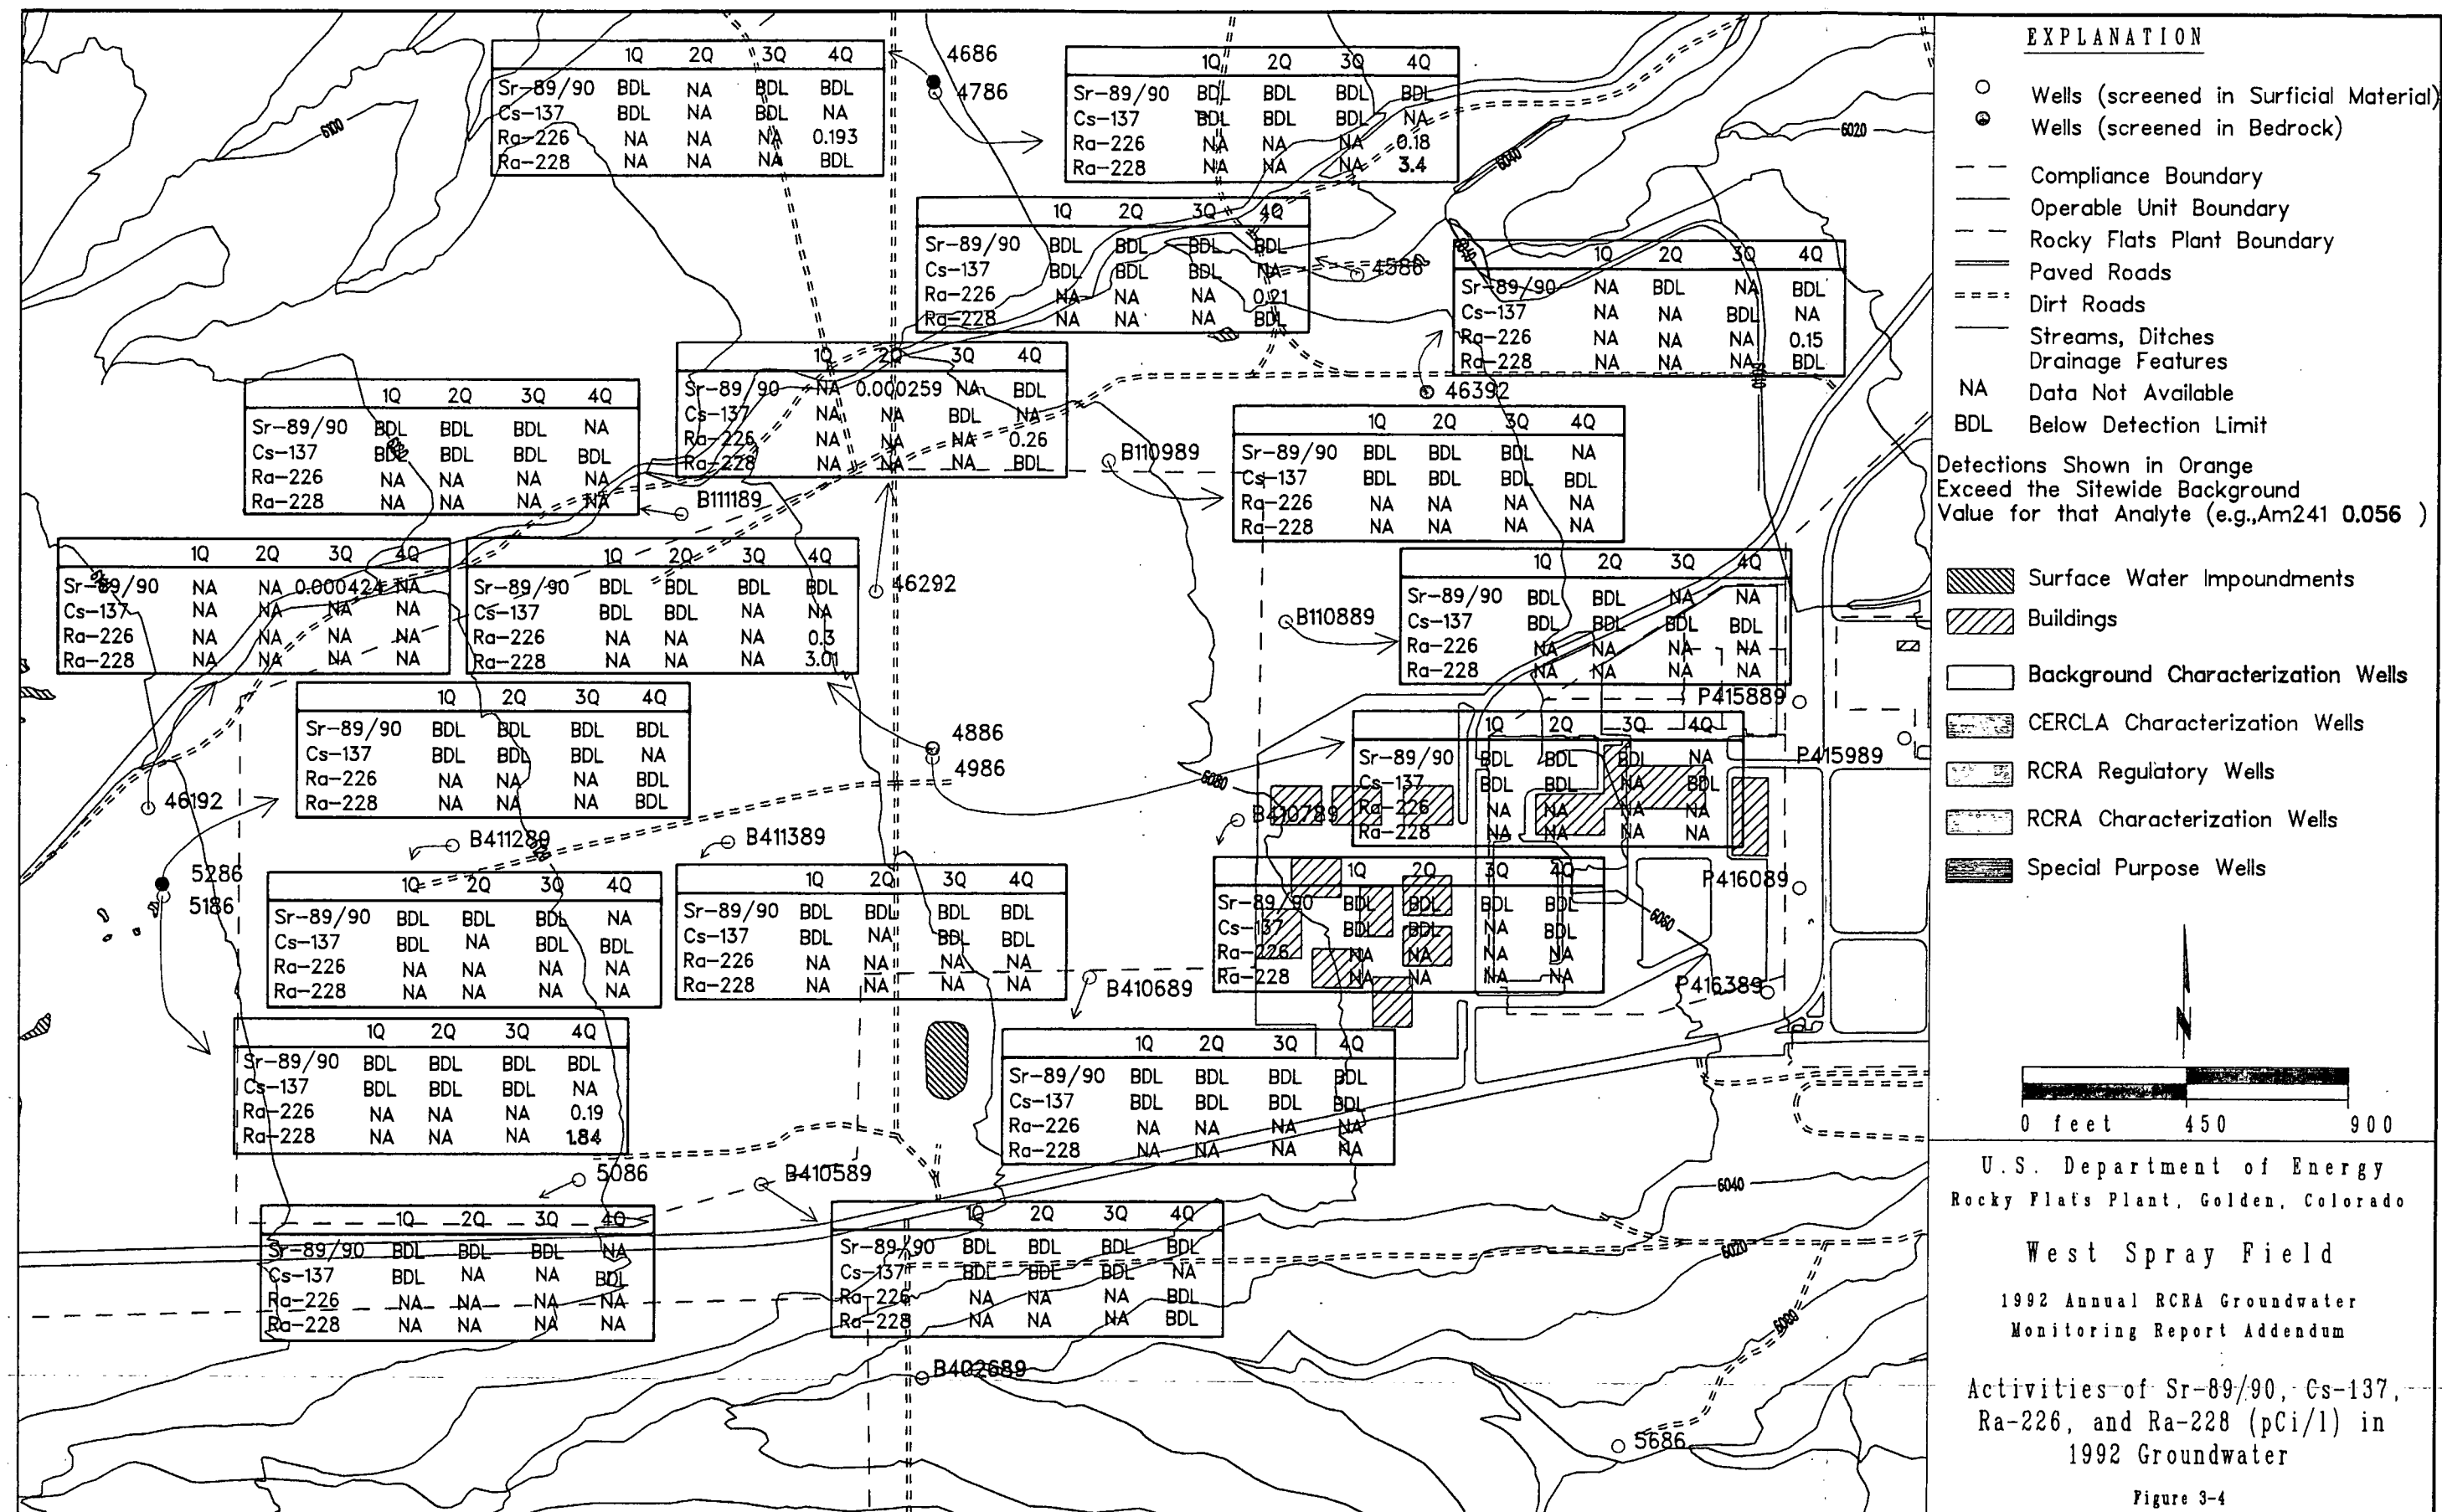 1Q 2Q 3Q 4Q
Sr-89/90 BDL NA BDL BDL
Cs-137 BDL NA BDL NA
Ra-226 NA NA NA 0.193
Ra-228 NA NA NA BDL
4686
4786
1Q 2Q 3Q 4Q
Sr-89/90 BDL BDL BDL BDL
Cs-137 BDL BDL BDL NA
Ra-226 NA NA NA 0.18
Ra-228 NA NA NA 3.4
6100
6040
6020
1Q 2Q 3Q 4Q
Sr-89/90 BDL BDL BDL BDL
Cs-137 BDL BDL BDL NA
Ra-226 NA NA NA 0.21
Ra-228 NA NA NA BDL
4586
1Q 2Q 3Q 4Q
Sr-89/90 NA BDL NA BDL
Cs-137 NA NA BDL NA
Ra-226 NA NA NA 0.15
Ra-228 NA NA NA BDL
46392
1Q 2Q 3Q 4Q
Sr-89/90 NA 0.000259 NA BDL
Cs-137 NA NA BDL NA
Ra-226 NA NA NA 0.26
Ra-228 NA NA NA BDL
1Q 2Q 3Q 4Q
Sr-89/90 BDL BDL BDL NA
Cs-137 BDL BDL BDL BDL
Ra-226 NA NA NA NA
Ra-228 NA NA NA NA
B111189
B110989
1Q 2Q 3Q 4Q
Sr-89/90 BDL BDL BDL NA
Cs-137 BDL BDL BDL BDL
Ra-226 NA NA NA NA
Ra-228 NA NA NA NA
1Q 2Q 3Q 4Q
Sr-89/90 NA NA 0.000424 NA
Cs-137 NA NA NA NA
Ra-226 NA NA NA NA
Ra-228 NA NA NA NA
1Q 2Q 3Q 4Q
Sr-89/90 BDL BDL BDL BDL
Cs-137 BDL BDL NA NA
Ra-226 NA NA NA 0.3
Ra-228 NA NA NA 3.01
46292
B110889
1Q 2Q 3Q 4Q
Sr-89/90 BDL BDL NA NA
Cs-137 BDL BDL BDL BDL
Ra-226 NA NA NA NA
Ra-228 NA NA NA NA
P415889
1Q 2Q 3Q 4Q
Sr-89/90 BDL BDL BDL BDL
Cs-137 BDL BDL BDL NA
Ra-226 NA NA NA BDL
Ra-228 NA NA NA BDL
4886
4986
6080
1Q 2Q 3Q 4Q
Sr-89/90 BDL BDL BDL NA
Cs-137 BDL BDL NA BDL
Ra-226 NA NA NA NA
Ra-228 NA NA NA NA
P415989
46192
B411289
B411389
B410789
5286
5186
1Q 2Q 3Q 4Q
Sr-89/90 BDL BDL BDL NA
Cs-137 BDL NA BDL BDL
Ra-226 NA NA NA NA
Ra-228 NA NA NA NA
1Q 2Q 3Q 4Q
Sr-89/90 BDL BDL BDL BDL
Cs-137 BDL NA BDL BDL
Ra-226 NA NA NA NA
Ra-228 NA NA NA NA
1Q 2Q 3Q 4Q
Sr-89/90 BDL BDL BDL BDL
Cs-137 BDL BDL NA BDL
Ra-226 NA NA NA NA
Ra-228 NA NA NA NA
P416089
6060
B410689
P416389
1Q 2Q 3Q 4Q
Sr-89/90 BDL BDL BDL BDL
Cs-137 BDL BDL BDL NA
Ra-226 NA NA NA 0.19
Ra-228 NA NA NA 1.84
1Q 2Q 3Q 4Q
Sr-89/90 BDL BDL BDL BDL
Cs-137 BDL BDL BDL BDL
Ra-226 NA NA NA NA
Ra-228 NA NA NA NA
5086
B410589
6040
1Q 2Q 3Q 4Q
Sr-89/90 BDL BDL BDL NA
Cs-137 BDL NA NA BDL
Ra-226 NA NA NA NA
Ra-228 NA NA NA NA
1Q 2Q 3Q 4Q
Sr-89/90 BDL BDL BDL BDL
Cs-137 BDL BDL BDL NA
Ra-226 NA NA NA BDL
Ra-228 NA NA NA BDL
6020
6000
B402689
5686
EXPLANATION
Wells (screened in Surficial Material)
Wells (screened in Bedrock)
Compliance Boundary
Operable Unit Boundary
Rocky Flats Plant Boundary
Paved Roads
Dirt Roads
Streams, Ditches
Drainage Features
NA Data Not Available
BDL Below Detection Limit
Detections Shown in Orange
Exceed the Sitewide Background
Value for that Analyte (e.g.,Am241 0.056 )
Surface Water Impoundments
Buildings
Background Characterization Wells
CERCLA Characterization Wells
RCRA Regulatory Wells
RCRA Characterization Wells
Special Purpose Wells
N
0 feet 450 900
U.S. Department of Energy
Rocky Flats Plant, Golden, Colorado
West Spray Field
1992 Annual RCRA Groundwater
Monitoring Report Addendum
Activities of Sr-89/90, Cs-137,
Ra-226, and Ra-228 (pCi/l) in
1992 Groundwater
Figure 3-4